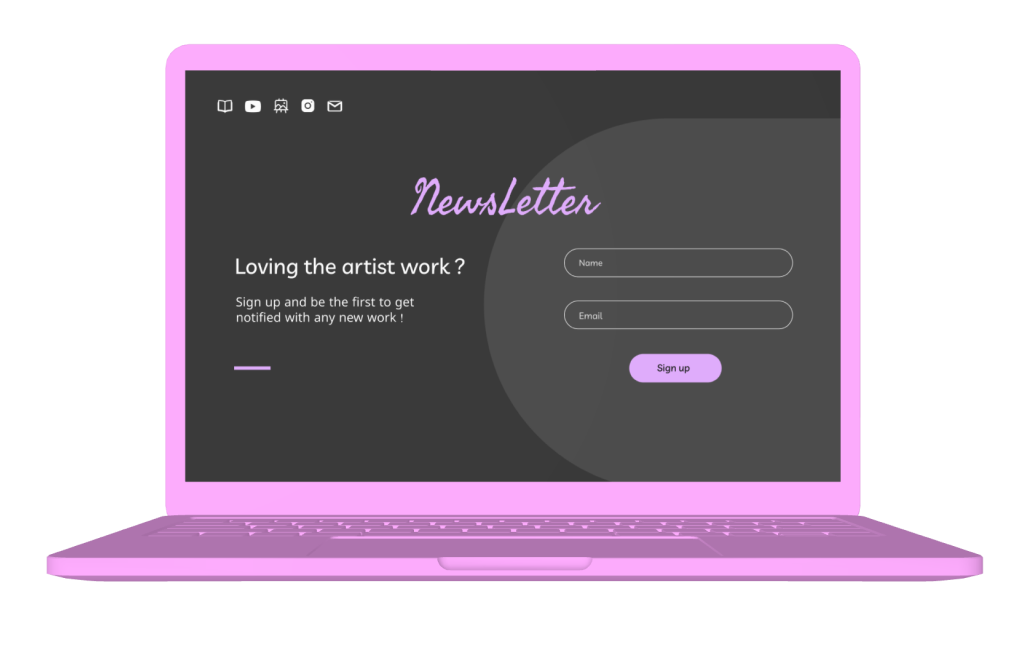 NewsLetter
Loving the artist work ?
Sign up and be the first to get
notified with any new work !
Name
Email
Sign up